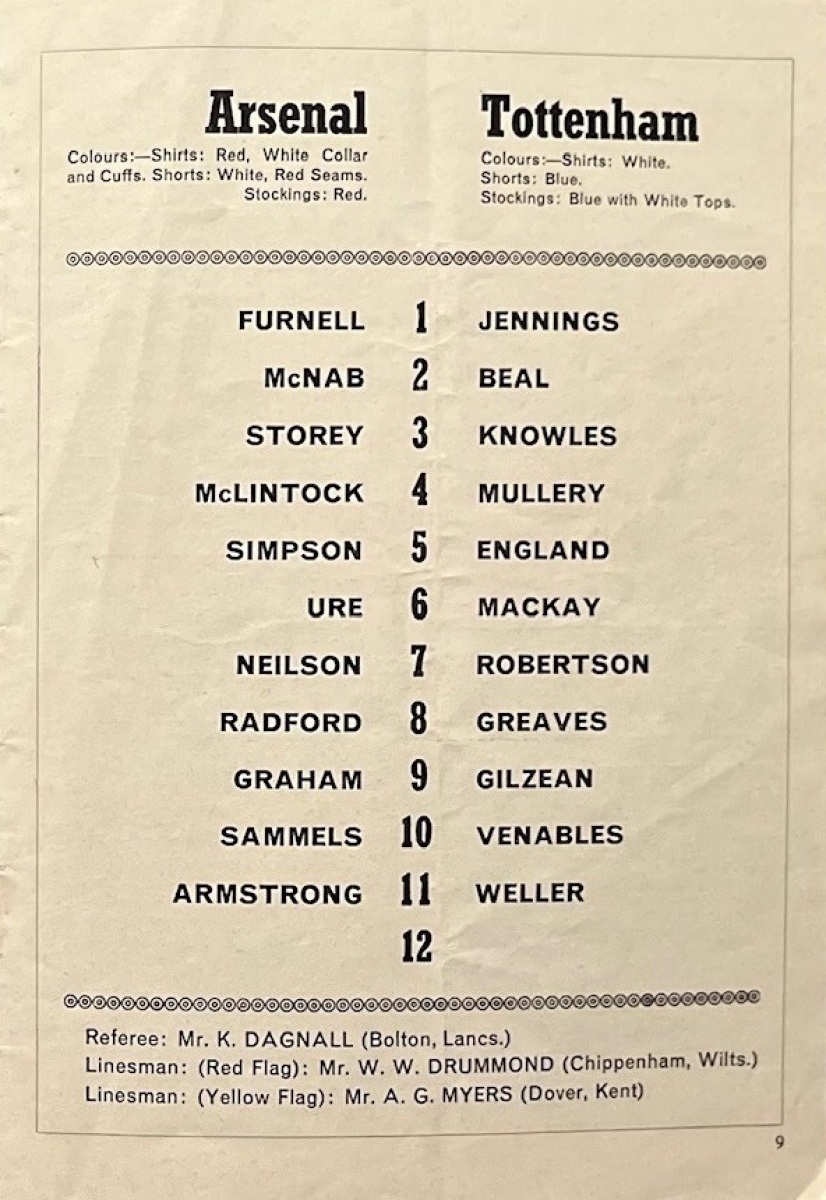 Arsenal
Colours:—Shirts: Red, White Collar
and Cuffs. Shorts: White, Red Seams.
Stockings: Red.
Tottenham
Colours:—Shirts: White.
Shorts: Blue.
Stockings: Blue with White Tops.
FURNELL 1 JENNINGS
McNAB 2 BEAL
STOREY 3 KNOWLES
McLINTOCK 4 MULLERY
SIMPSON 5 ENGLAND
URE 6 MACKAY
NEILSON 7 ROBERTSON
RADFORD 8 GREAVES
GRAHAM 9 GILZEAN
SAMMELS 10 VENABLES
ARMSTRONG 11 WELLER
12
Referee: Mr. K. DAGNALL (Bolton, Lancs.)
Linesman: (Red Flag): Mr. W. W. DRUMMOND (Chippenham, Wilts.)
Linesman: (Yellow Flag): Mr. A. G. MYERS (Dover, Kent)
9